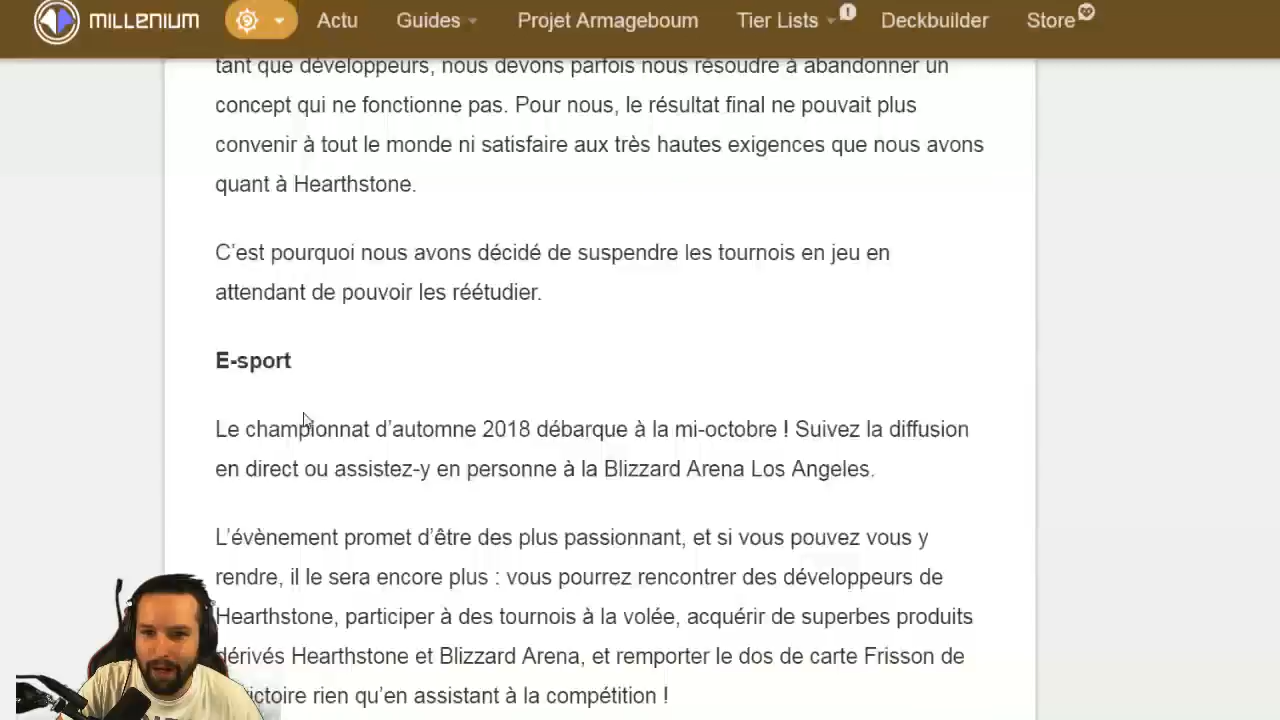 MILLENIUM Actu Guides Projet Armageboum Tier Lists ! Deckbuilder Store
tant que développeurs, nous devons parfois nous résoudre à abandonner un
concept qui ne fonctionne pas. Pour nous, le résultat final ne pouvait plus
convenir à tout le monde ni satisfaire aux très hautes exigences que nous avons
quant à Hearthstone.
C’est pourquoi nous avons décidé de suspendre les tournois en jeu en
attendant de pouvoir les réétudier.
E-sport
Le championnat d’automne 2018 débarque à la mi-octobre ! Suivez la diffusion
en direct ou assistez-y en personne à la Blizzard Arena Los Angeles.
L’évènement promet d’être des plus passionnant, et si vous pouvez vous y
rendre, il le sera encore plus : vous pourrez rencontrer des développeurs de
Hearthstone, participer à des tournois à la volée, acquérir de superbes produits
dérivés Hearthstone et Blizzard Arena, et remporter le dos de carte Frisson de
ictoire rien qu’en assistant à la compétition !